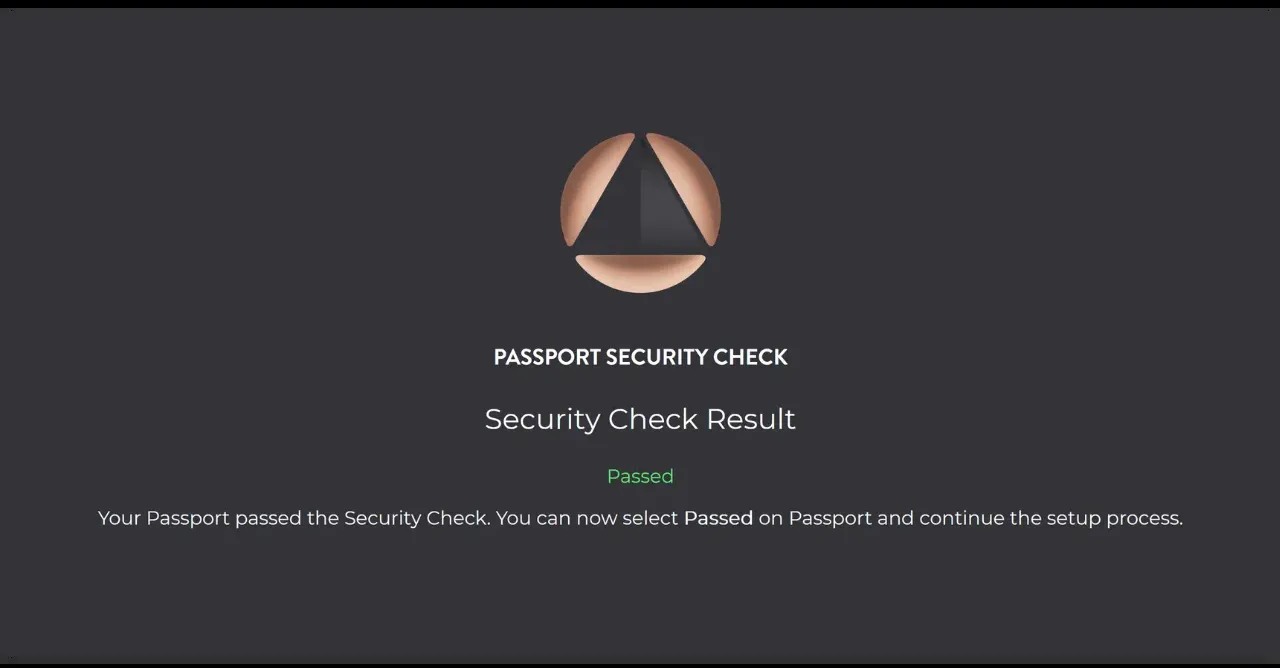 PASSPORT SECURITY CHECK
Security Check Result
Passed
Your Passport passed the Security Check. You can now select Passed on Passport and continue the setup process.